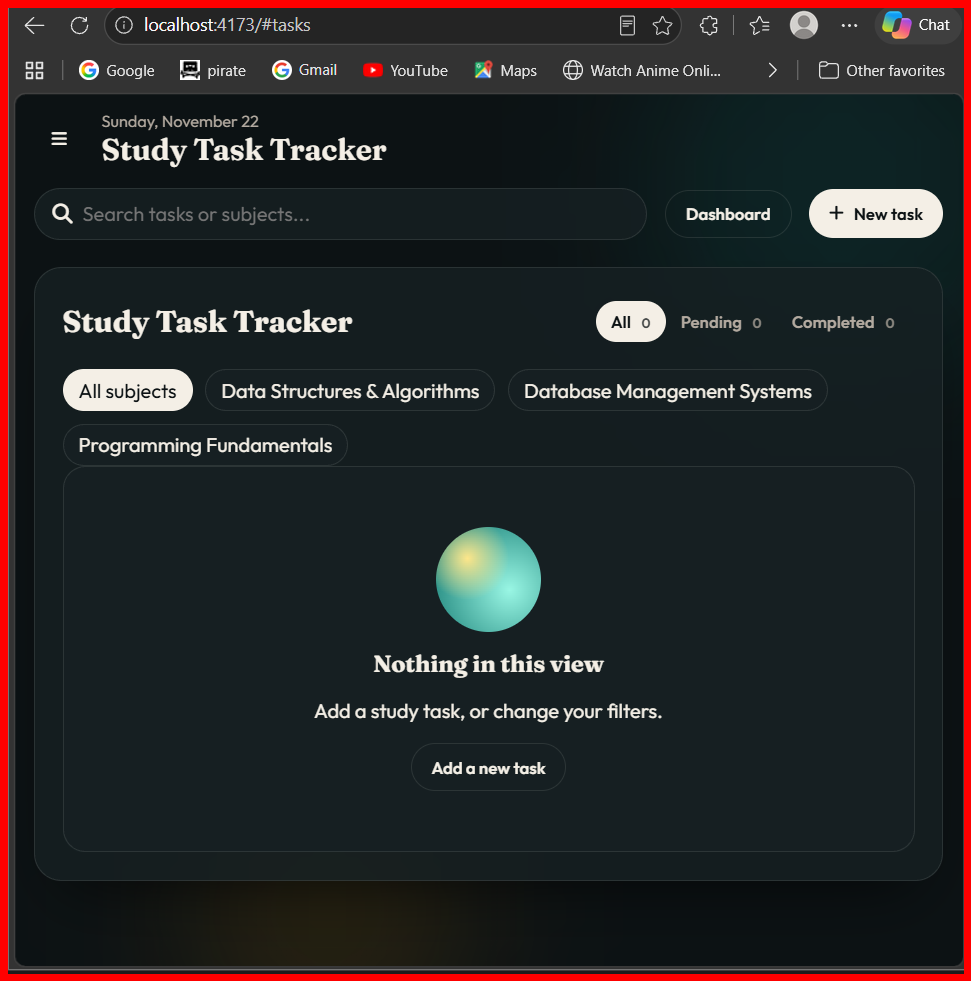 localhost:4173/#tasks
Chat
Google
pirate
Gmail
YouTube
Maps
Watch Anime Onli...
Other favorites
Sunday, November 22
Study Task Tracker
Search tasks or subjects...
Dashboard
+ New task
Study Task Tracker
All 0 Pending 0 Completed 0
All subjects Data Structures & Algorithms Database Management Systems
Programming Fundamentals
Nothing in this view
Add a study task, or change your filters.
Add a new task